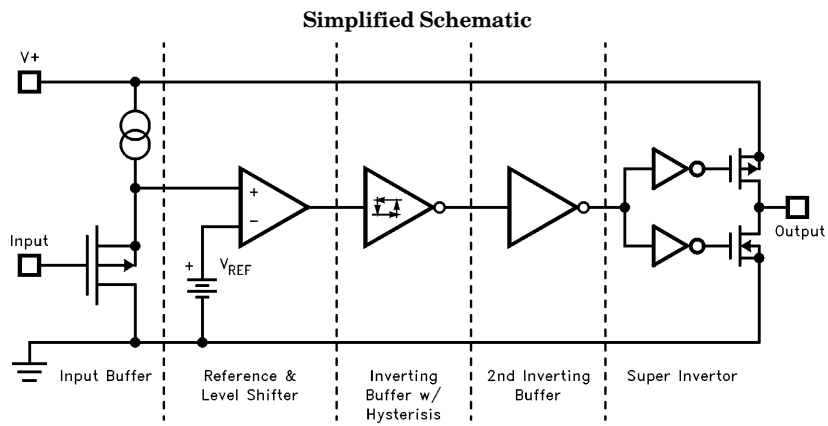 Simplified Schematic
V+
Input
+
−
+
VREF
Output
Input Buffer
Reference &
Level Shifter
Inverting
Buffer w/
Hysterisis
2nd Inverting
Buffer
Super Invertor